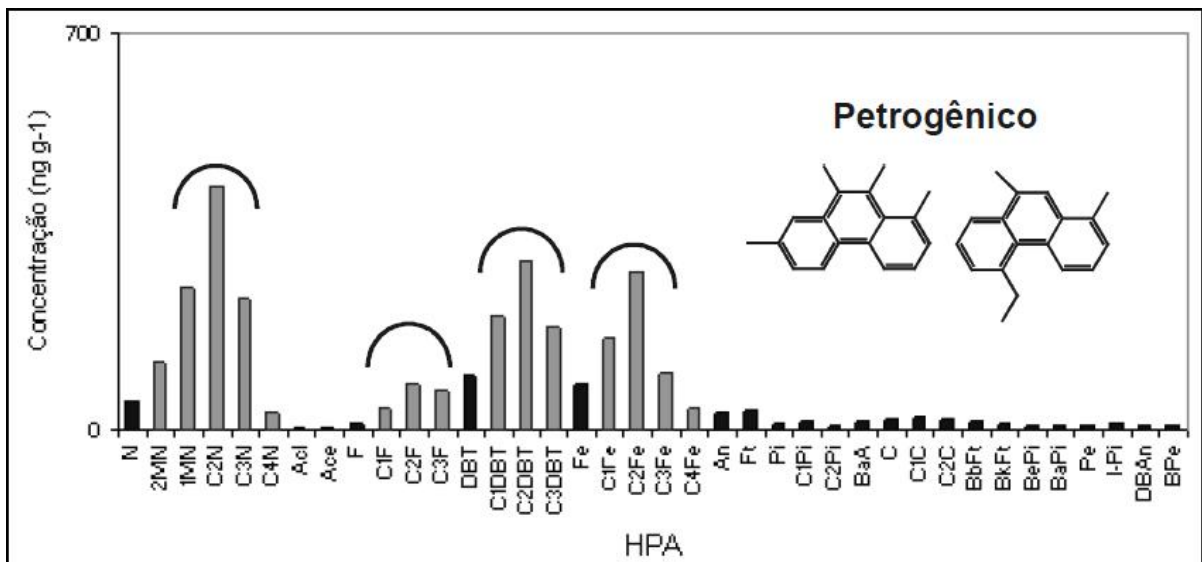 700
Petrogênico
Concentração (ng g-1)
0
N
2MN
1MN
C2N
C3N
C4N
Acl
Ace
F
C1F
C2F
C3F
DBT
C1DBT
C2DBT
C3DBT
Fe
C1Fe
C2Fe
C3Fe
C4Fe
An
Ft
Pi
C1Pi
C2Pi
BaA
C
C1C
C2C
BbFt
BkFt
BePi
BaPi
Pe
I-Pi
DBAn
BPe
HPA